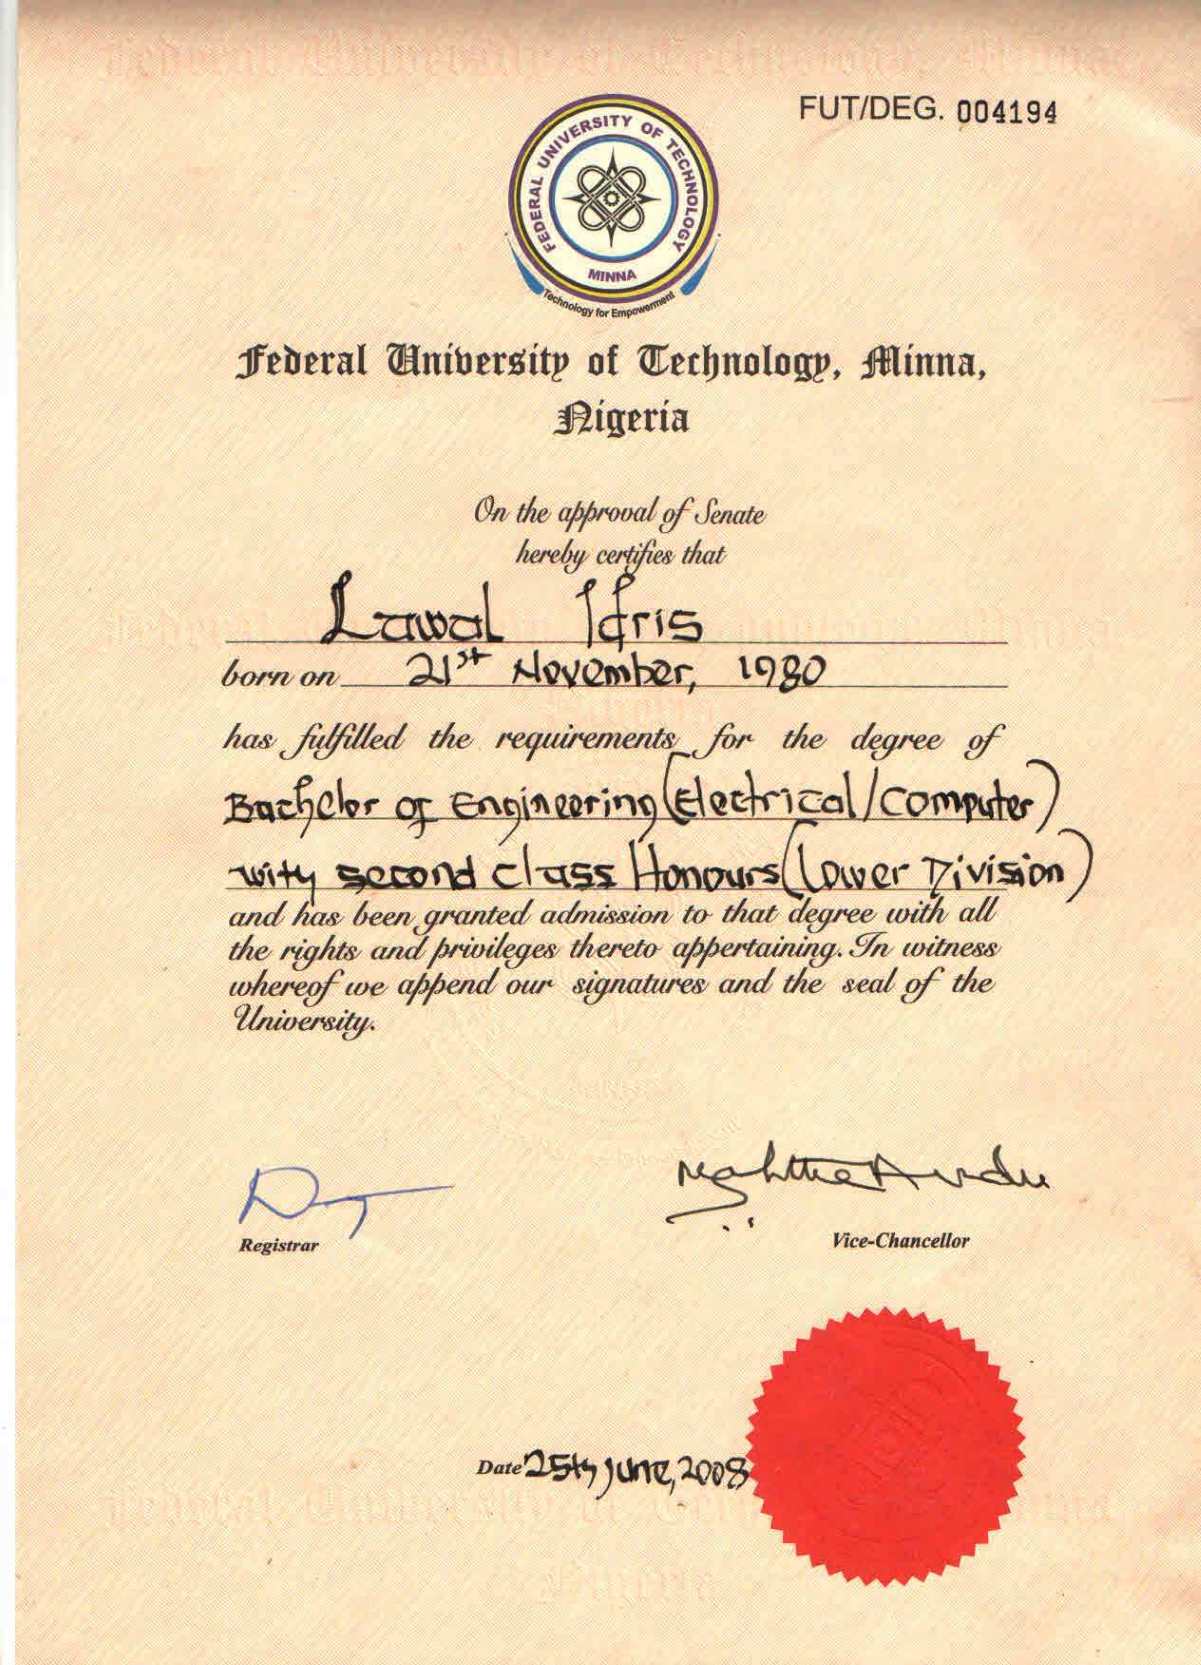 FUT/DEG. 004194
FEDERAL UNIVERSITY OF TECHNOLOGY
MINNA
Technology for Empowerment
Federal University of Technology, Minna,
Nigeria
On the approval of Senate
hereby certifies that
Lawal Idris
born on 21st November, 1980
has fulfilled the requirements for the degree of
Bachelor of Engineering (Electrical/Computer)
with second class Honours (Lower Division)
and has been granted admission to that degree with all
the rights and privileges thereto appertaining. In witness
whereof we append our signatures and the seal of the
University.
Registrar
Vice-Chancellor
Date 25th June, 2008